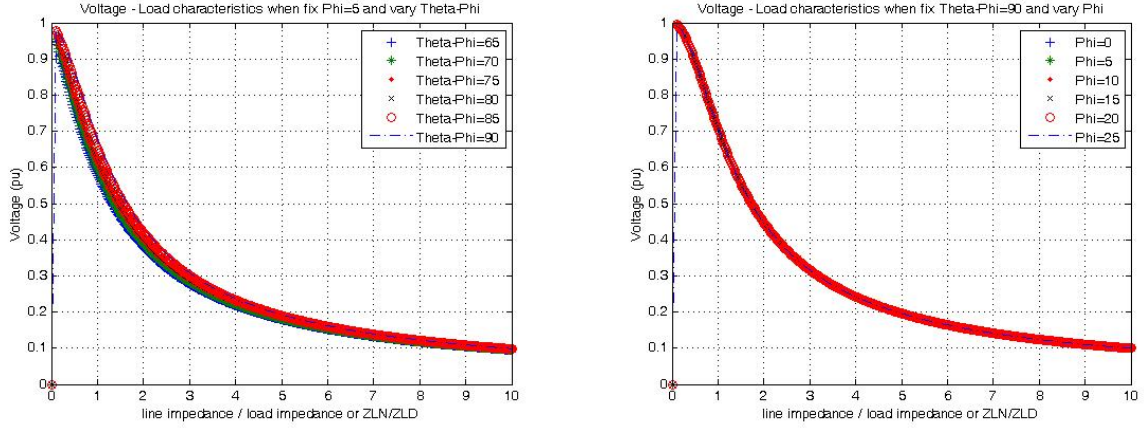 Voltage - Load characteristics when fix Phi=5 and vary Theta-Phi
1
0.9
0.8
0.7
0.6
0.5
0.4
0.3
0.2
0.1
0
Voltage (pu)
Theta-Phi=65
Theta-Phi=70
Theta-Phi=75
Theta-Phi=80
Theta-Phi=85
Theta-Phi=90
0 1 2 3 4 5 6 7 8 9 10
line impedance / load impedance or ZLN/ZLD
Voltage - Load characteristics when fix Theta-Phi=90 and vary Phi
1
0.9
0.8
0.7
0.6
0.5
0.4
0.3
0.2
0.1
0
Voltage (pu)
Phi=0
Phi=5
Phi=10
Phi=15
Phi=20
Phi=25
0 1 2 3 4 5 6 7 8 9 10
line impedance / load impedance or ZLN/ZLD